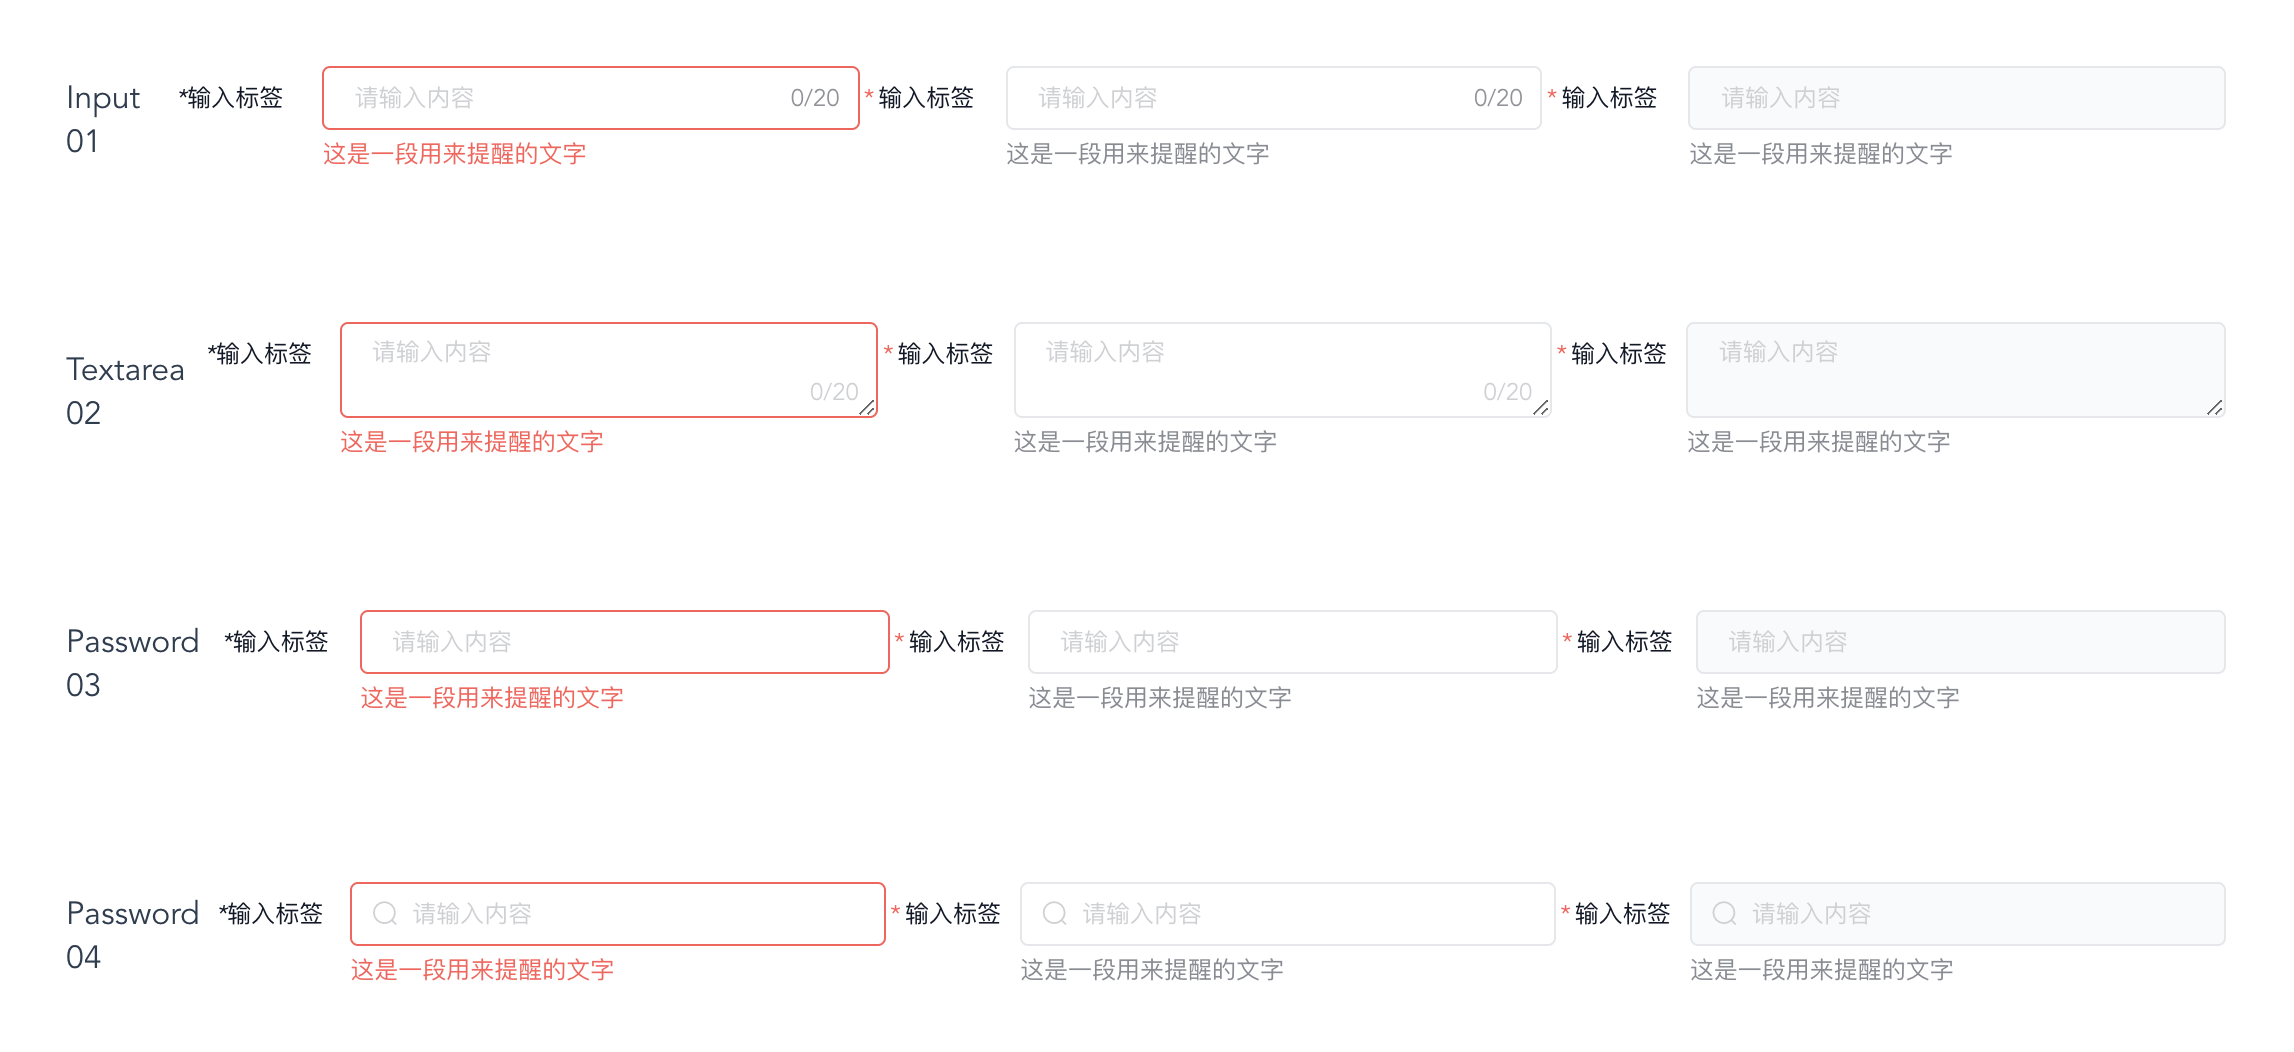 Input *输入标签 请输入内容 0/20 * 输入标签 请输入内容 0/20 * 输入标签 请输入内容
01
这是一段用来提醒的文字 这是一段用来提醒的文字 这是一段用来提醒的文字
*输入标签 请输入内容 * 输入标签 请输入内容 * 输入标签 请输入内容
Textarea
0/20 0/20
02
这是一段用来提醒的文字 这是一段用来提醒的文字 这是一段用来提醒的文字
Password *输入标签 请输入内容 * 输入标签 请输入内容 * 输入标签 请输入内容
03
这是一段用来提醒的文字 这是一段用来提醒的文字 这是一段用来提醒的文字
Password *输入标签 请输入内容 * 输入标签 请输入内容 * 输入标签 请输入内容
04
这是一段用来提醒的文字 这是一段用来提醒的文字 这是一段用来提醒的文字